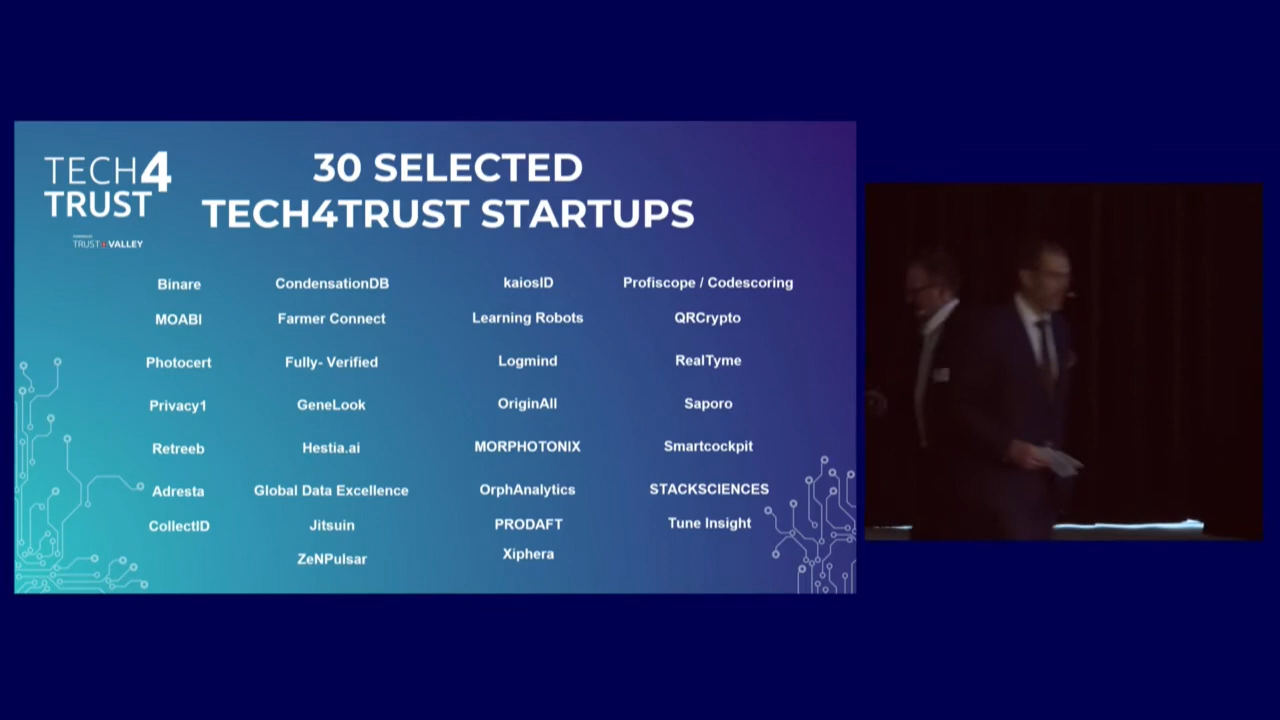 TECH4
TRUST
TRUST VALLEY
30 SELECTED
TECH4TRUST STARTUPS
Binare
MOABI
Photocert
Privacy1
Retreeb
Adresta
CollectID
CondensationDB
Farmer Connect
Fully- Verified
GeneLook
Hestia.ai
Global Data Excellence
Jitsuin
ZeNPulsar
kaiosID
Learning Robots
Logmind
OriginAll
MORPHOTONIX
OrphAnalytics
PRODAFT
Xiphera
Profiscope / Codescoring
QRCrypto
RealTyme
Saporo
Smartcockpit
STACKSCIENCES
Tune Insight